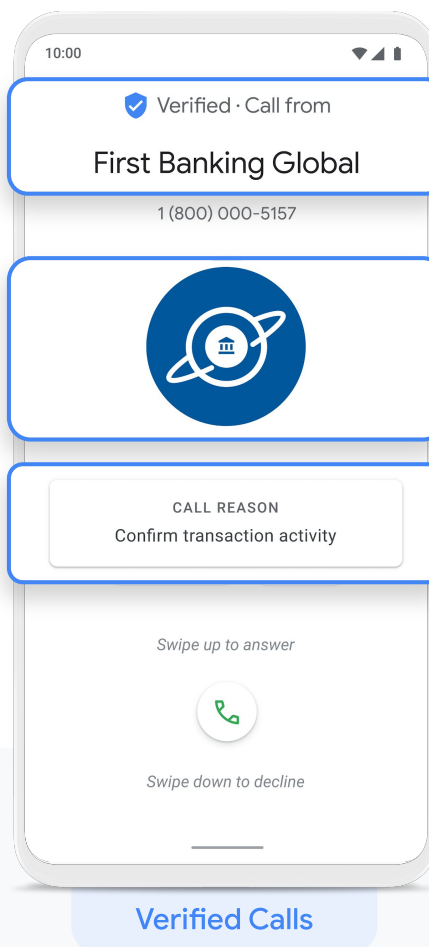 10:00
Verified · Call from
First Banking Global
1 (800) 000-5157
CALL REASON
Confirm transaction activity
Swipe up to answer
Swipe down to decline
Verified Calls